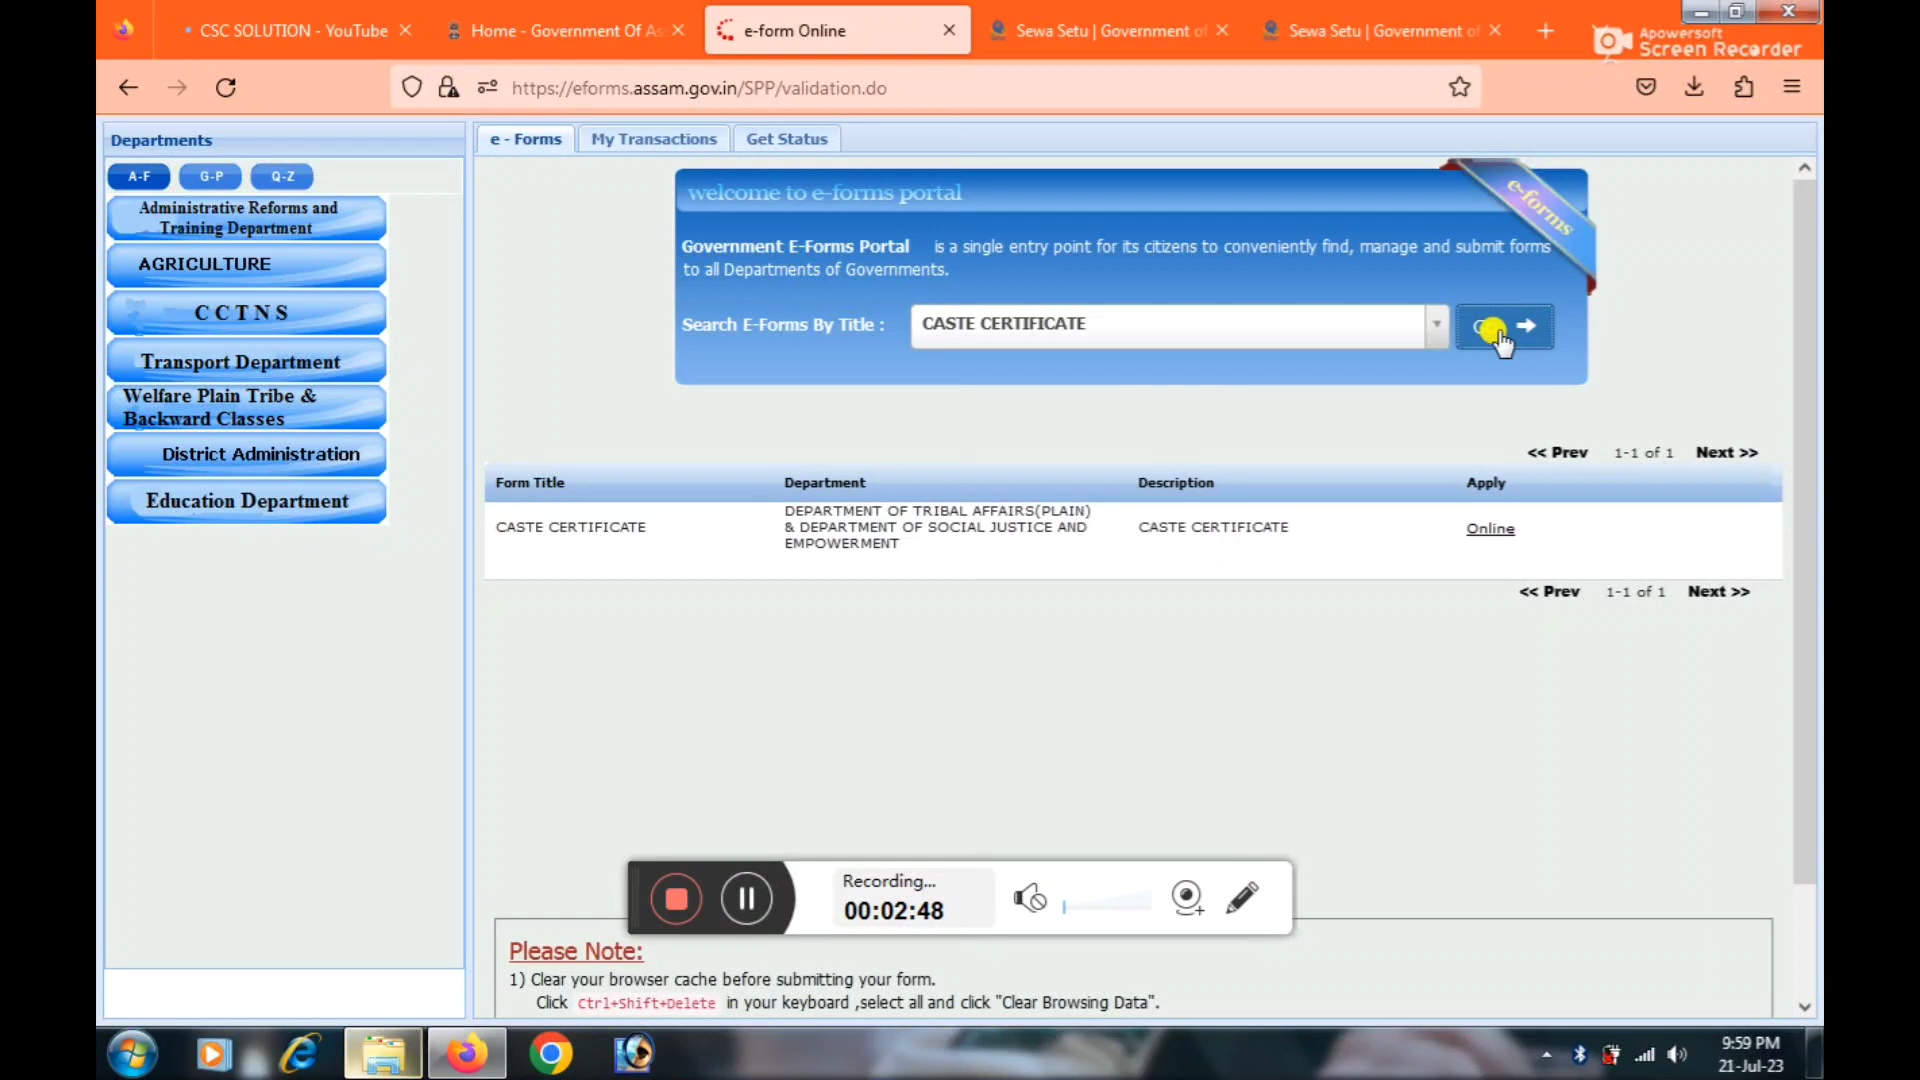 CSC SOLUTION - YouTube
Home - Government Of As
e-form Online
Sewa Setu | Government of
Sewa Setu | Government of
Apowersoft
Screen Recorder
https://eforms.assam.gov.in/SPP/validation.do
Departments
A-F
G-P
Q-Z
Administrative Reforms and
Training Department
AGRICULTURE
C C T N S
Transport Department
Welfare Plain Tribe &
Backward Classes
District Administration
Education Department
e - Forms
My Transactions
Get Status
welcome to e-forms portal
e-forms
Government E-Forms Portal is a single entry point for its citizens to conveniently find, manage and submit forms
to all Departments of Governments.
Search E-Forms By Title :
CASTE CERTIFICATE
<< Prev 1-1 of 1 Next >>
Form Title Department Description Apply
CASTE CERTIFICATE
DEPARTMENT OF TRIBAL AFFAIRS(PLAIN)
& DEPARTMENT OF SOCIAL JUSTICE AND
EMPOWERMENT
CASTE CERTIFICATE
Online
<< Prev 1-1 of 1 Next >>
Recording...
00:02:48
Please Note:
1) Clear your browser cache before submitting your form.
Click Ctrl+Shift+Delete in your keyboard ,select all and click "Clear Browsing Data".
9:59 PM
21-Jul-23